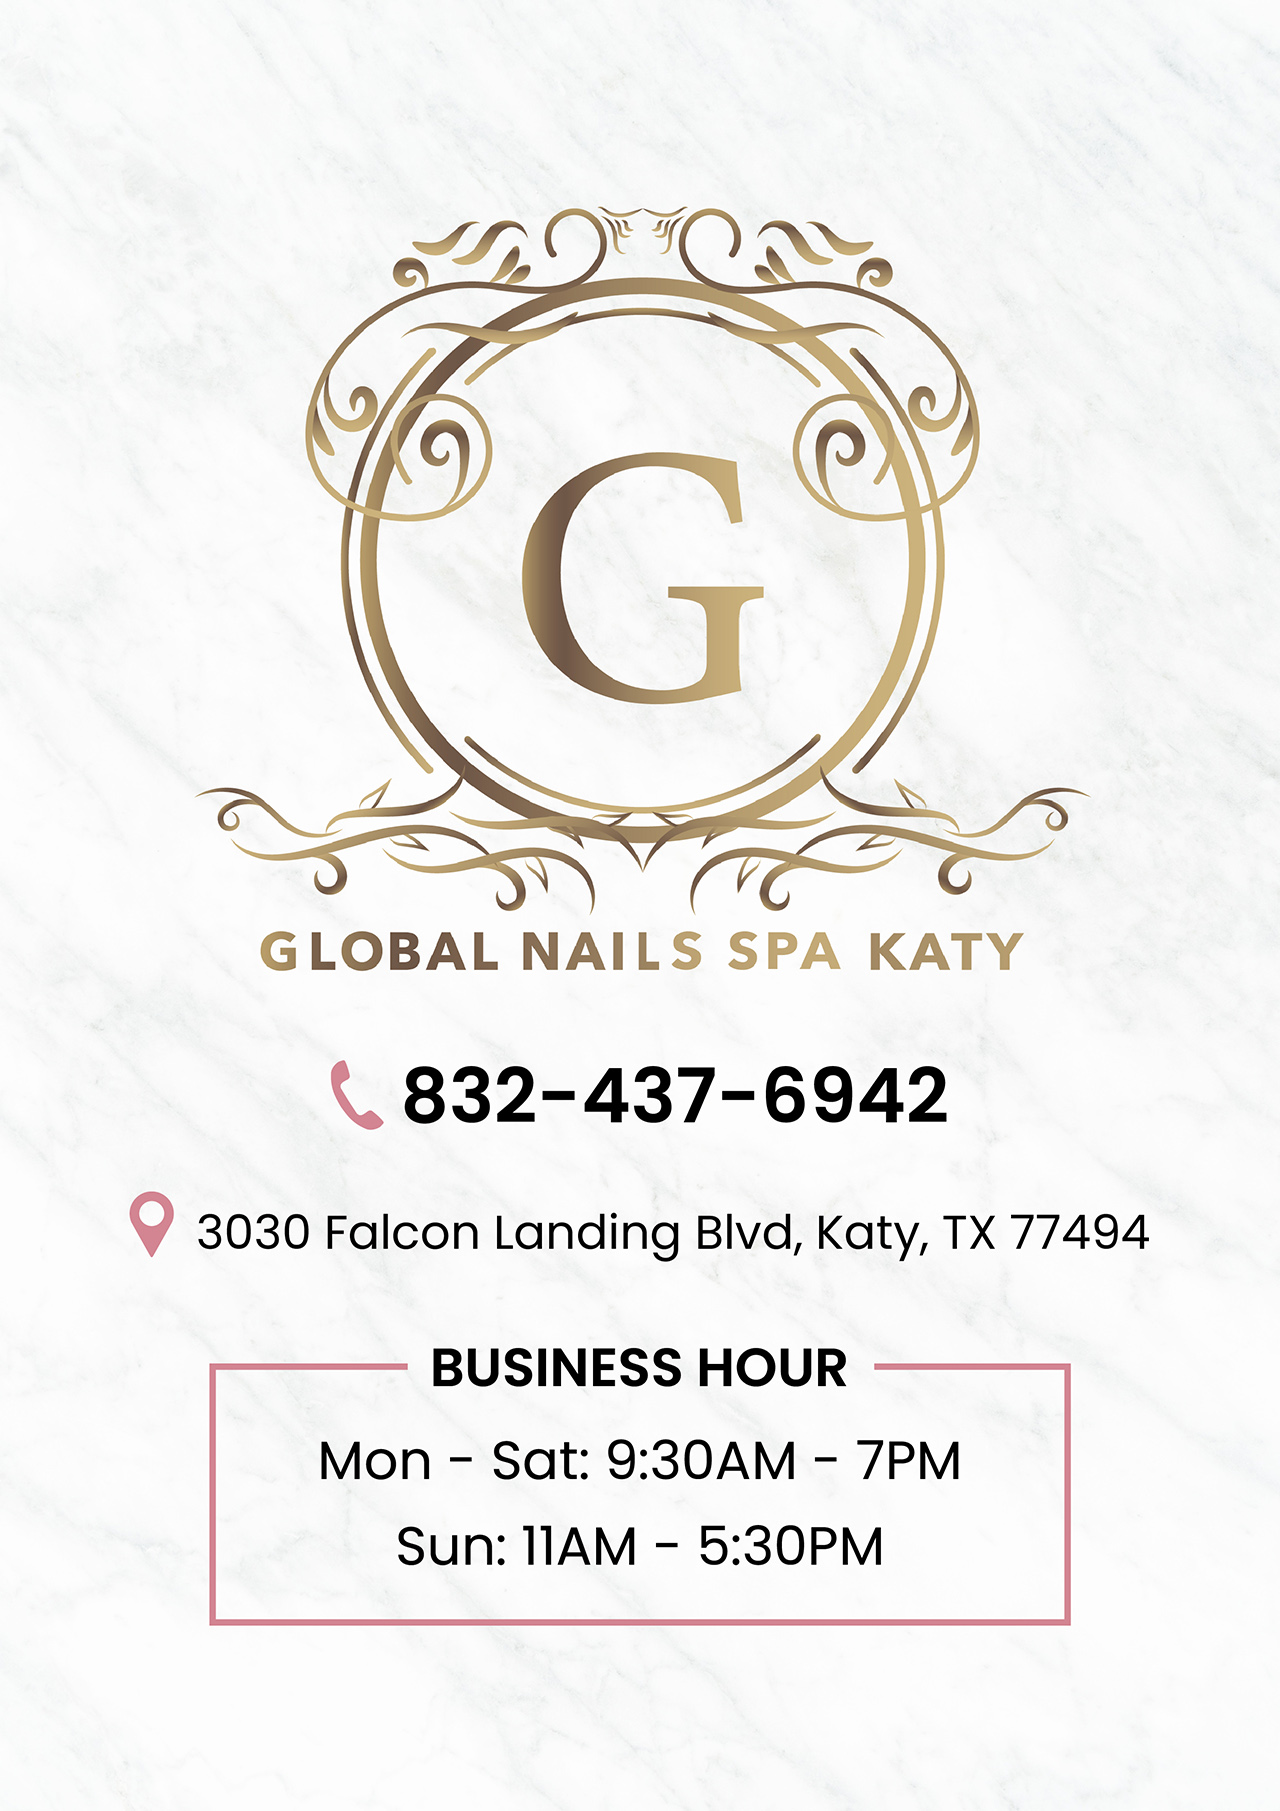 G
GLOBAL NAILS SPA KATY
832-437-6942
3030 Falcon Landing Blvd, Katy, TX 77494
BUSINESS HOUR
Mon - Sat: 9:30AM - 7PM
Sun: 11AM - 5:30PM